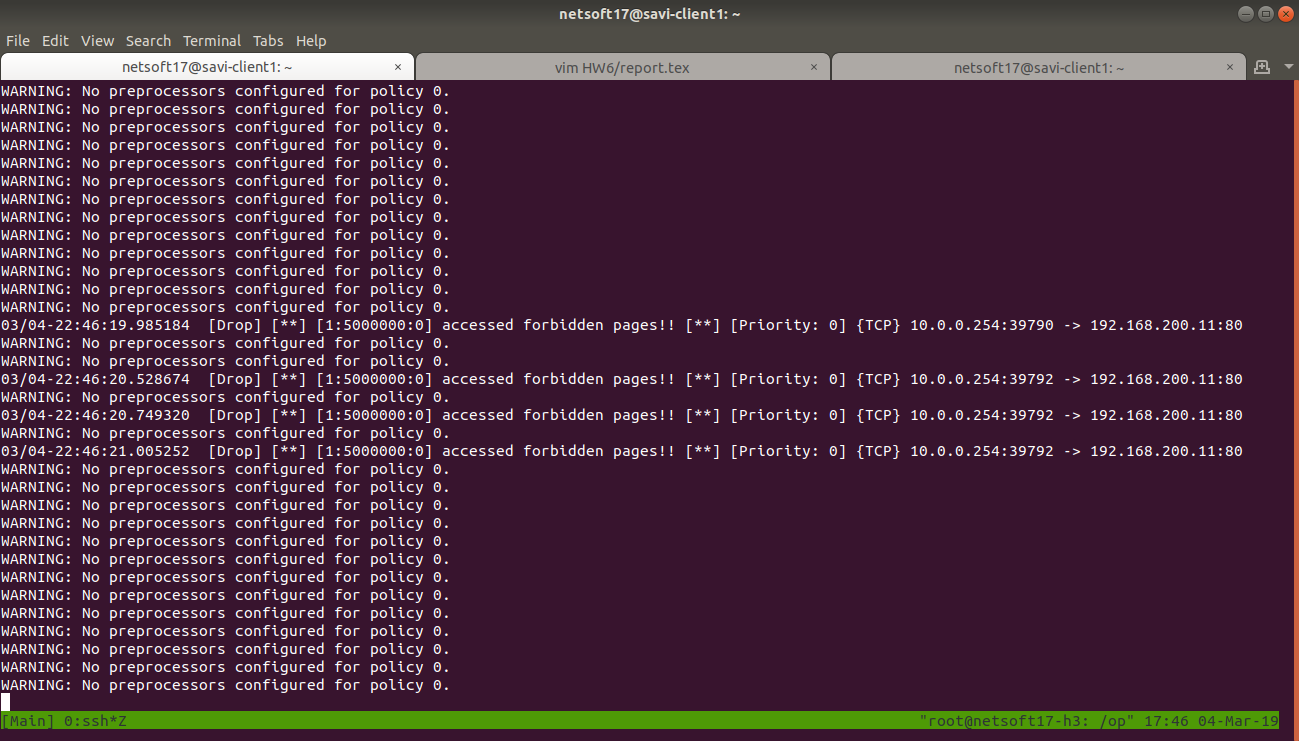 netsoft17@savi-client1: ~
File Edit View Search Terminal Tabs Help
netsoft17@savi-client1: ~ × vim HW6/report.tex × netsoft17@savi-client1: ~ ×
WARNING: No preprocessors configured for policy 0.
WARNING: No preprocessors configured for policy 0.
WARNING: No preprocessors configured for policy 0.
WARNING: No preprocessors configured for policy 0.
WARNING: No preprocessors configured for policy 0.
WARNING: No preprocessors configured for policy 0.
WARNING: No preprocessors configured for policy 0.
WARNING: No preprocessors configured for policy 0.
WARNING: No preprocessors configured for policy 0.
WARNING: No preprocessors configured for policy 0.
WARNING: No preprocessors configured for policy 0.
WARNING: No preprocessors configured for policy 0.
WARNING: No preprocessors configured for policy 0.
03/04-22:46:19.985184  [Drop] [**] [1:5000000:0] accessed forbidden pages!! [**] [Priority: 0] {TCP} 10.0.0.254:39790 -> 192.168.200.11:80
WARNING: No preprocessors configured for policy 0.
WARNING: No preprocessors configured for policy 0.
03/04-22:46:20.528674  [Drop] [**] [1:5000000:0] accessed forbidden pages!! [**] [Priority: 0] {TCP} 10.0.0.254:39792 -> 192.168.200.11:80
WARNING: No preprocessors configured for policy 0.
03/04-22:46:20.749320  [Drop] [**] [1:5000000:0] accessed forbidden pages!! [**] [Priority: 0] {TCP} 10.0.0.254:39792 -> 192.168.200.11:80
WARNING: No preprocessors configured for policy 0.
03/04-22:46:21.005252  [Drop] [**] [1:5000000:0] accessed forbidden pages!! [**] [Priority: 0] {TCP} 10.0.0.254:39792 -> 192.168.200.11:80
WARNING: No preprocessors configured for policy 0.
WARNING: No preprocessors configured for policy 0.
WARNING: No preprocessors configured for policy 0.
WARNING: No preprocessors configured for policy 0.
WARNING: No preprocessors configured for policy 0.
WARNING: No preprocessors configured for policy 0.
WARNING: No preprocessors configured for policy 0.
WARNING: No preprocessors configured for policy 0.
WARNING: No preprocessors configured for policy 0.
WARNING: No preprocessors configured for policy 0.
WARNING: No preprocessors configured for policy 0.
WARNING: No preprocessors configured for policy 0.
WARNING: No preprocessors configured for policy 0.
[Main] 0:ssh*Z "root@netsoft17-h3: /op" 17:46 04-Mar-19